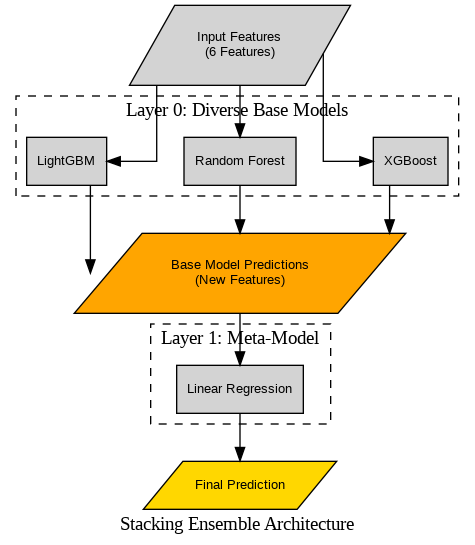 Input Features
(6 Features)
Layer 0: Diverse Base Models
LightGBM
Random Forest
XGBoost
Base Model Predictions
(New Features)
Layer 1: Meta-Model
Linear Regression
Final Prediction
Stacking Ensemble Architecture